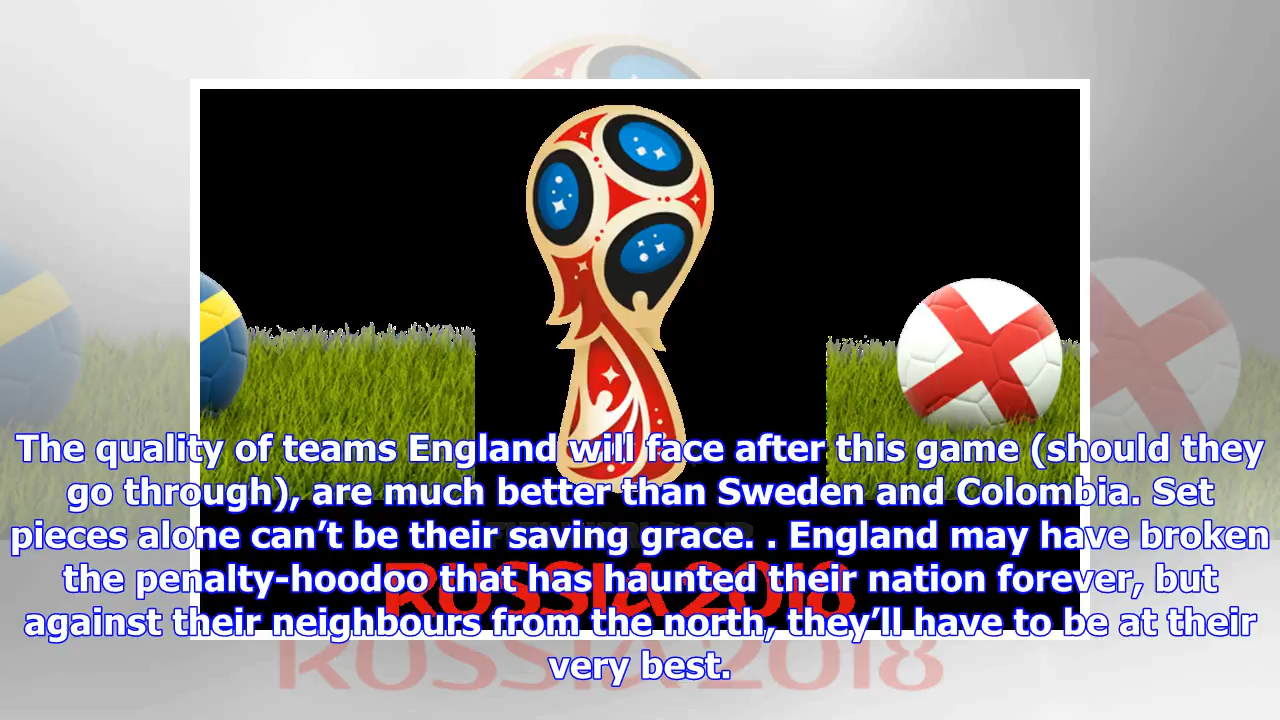 The quality of teams England will face after this game (should they
go through), are much better than Sweden and Colombia. Set
pieces alone can’t be their saving grace. . England may have broken
the penalty-hoodoo that has haunted their nation forever, but
against their neighbours from the north, they’ll have to be at their
very best.
RUSSIA 2018
RUSSIA 2018